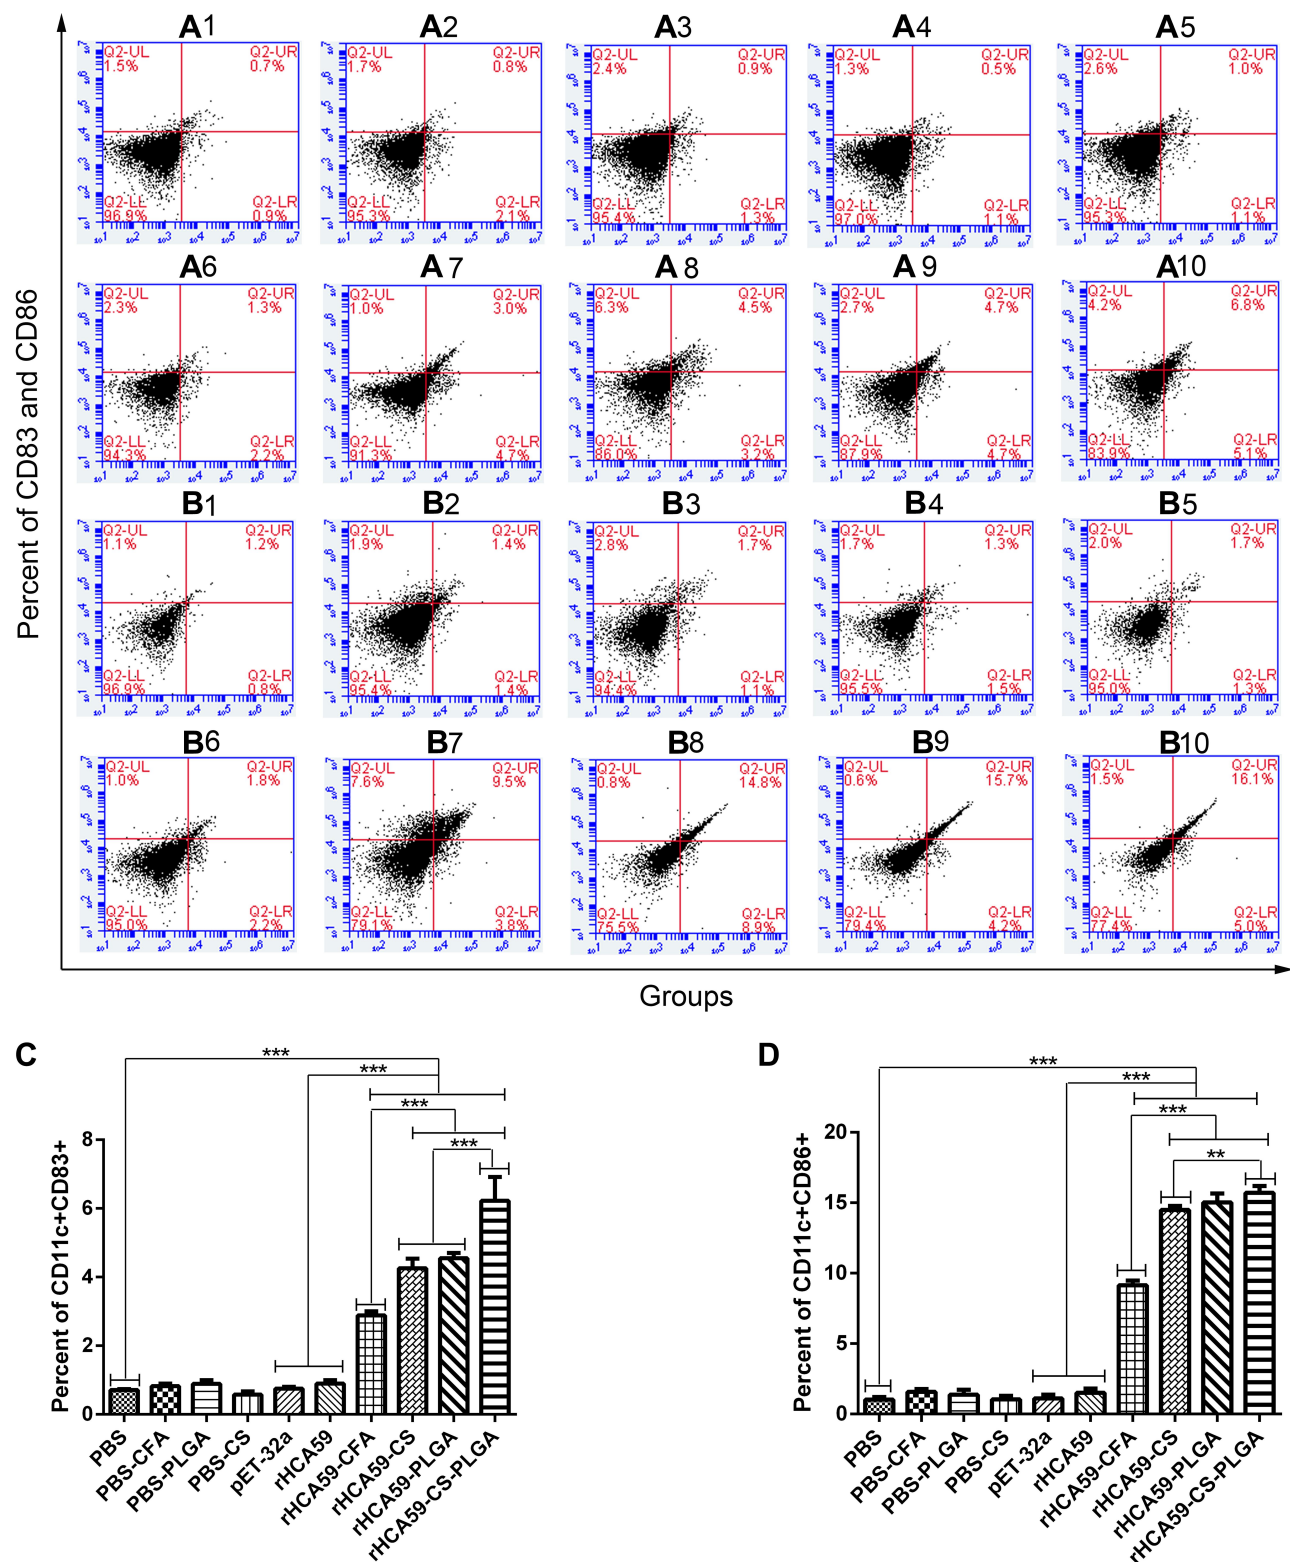 A1 A2 A3 A4 A5
Q2-UL Q2-UR Q2-UL Q2-UR Q2-UL Q2-UR Q2-UL Q2-UR Q2-UL Q2-UR
1.5% 0.7% 1.7% 0.8% 2.4% 0.9% 1.3% 0.5% 2.6% 1.0%
Q2-LL Q2-LR Q2-LL Q2-LR Q2-LL Q2-LR Q2-LL Q2-LR Q2-LL Q2-LR
96.9% 0.9% 95.3% 2.1% 95.4% 1.3% 97.0% 1.1% 95.3% 1.1%
A6 A7 A8 A9 A10
Q2-UL Q2-UR Q2-UL Q2-UR Q2-UL Q2-UR Q2-UL Q2-UR Q2-UL Q2-UR
2.3% 1.3% 1.0% 3.0% 6.3% 4.5% 2.7% 4.7% 4.2% 6.8%
Q2-LL Q2-LR Q2-LL Q2-LR Q2-LL Q2-LR Q2-LL Q2-LR Q2-LL Q2-LR
94.3% 2.2% 91.3% 4.7% 86.0% 3.2% 87.9% 4.7% 83.9% 5.1%
Percent of CD83 and CD86
B1 B2 B3 B4 B5
Q2-UL Q2-UR Q2-UL Q2-UR Q2-UL Q2-UR Q2-UL Q2-UR Q2-UL Q2-UR
1.1% 1.2% 1.9% 1.4% 2.8% 1.7% 1.7% 1.3% 2.0% 1.7%
Q2-LL Q2-LR Q2-LL Q2-LR Q2-LL Q2-LR Q2-LL Q2-LR Q2-LL Q2-LR
96.9% 0.8% 95.4% 1.4% 94.4% 1.1% 95.5% 1.5% 95.0% 1.3%
B6 B7 B8 B9 B10
Q2-UL Q2-UR Q2-UL Q2-UR Q2-UL Q2-UR Q2-UL Q2-UR Q2-UL Q2-UR
1.0% 1.8% 7.6% 9.5% 0.8% 14.8% 0.6% 15.7% 1.5% 16.1%
Q2-LL Q2-LR Q2-LL Q2-LR Q2-LL Q2-LR Q2-LL Q2-LR Q2-LL Q2-LR
95.0% 2.2% 79.1% 3.8% 75.5% 8.9% 79.4% 4.2% 77.4% 5.0%
Groups
C
***
***
***
***
Percent of CD11c+CD83+
8
6
4
2
0
PBS
PBS-CFA
PBS-PLGA
PBS-CS
pET-32a
rHCA59
rHCA59-CFA
rHCA59-CS
rHCA59-PLGA
rHCA59-CS-PLGA
D
***
***
***
**
Percent of CD11c+CD86+
20
15
10
5
0
PBS
PBS-CFA
PBS-PLGA
PBS-CS
pET-32a
rHCA59
rHCA59-CFA
rHCA59-CS
rHCA59-PLGA
rHCA59-CS-PLGA